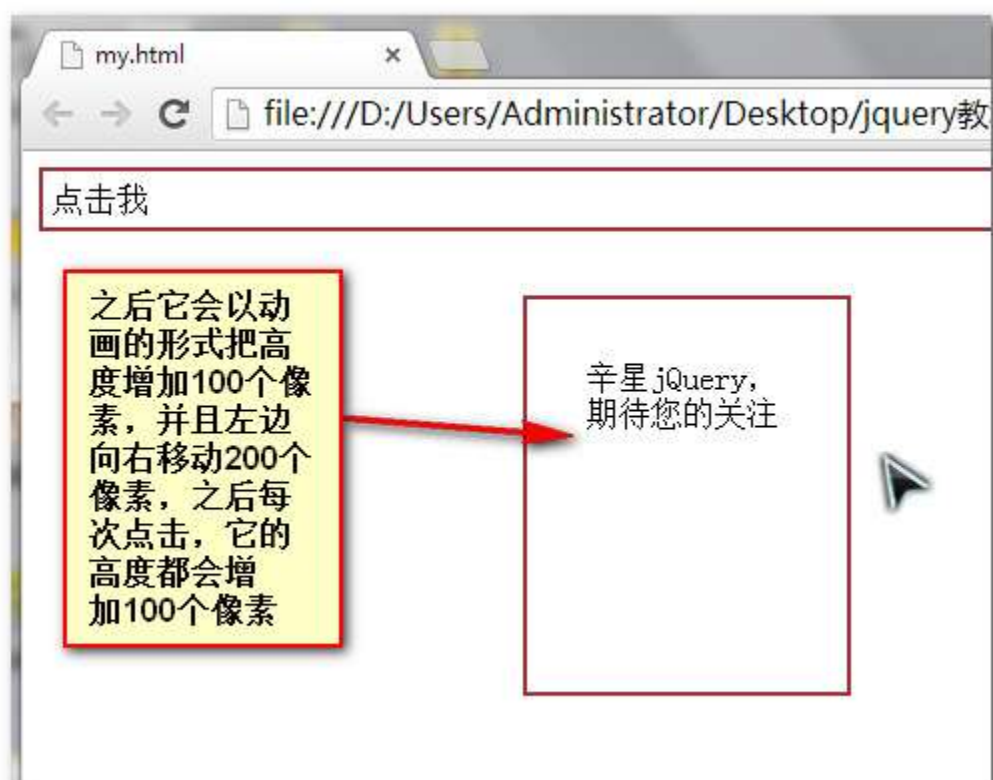 my.html
file:///D:/Users/Administrator/Desktop/jquery教
点击我
之后它会以动
画的形式把高
度增加100个像
素，并且左边
向右移动200个
像素，之后每
次点击，它的
高度都会增
加100个像素
辛星jQuery，
期待您的关注